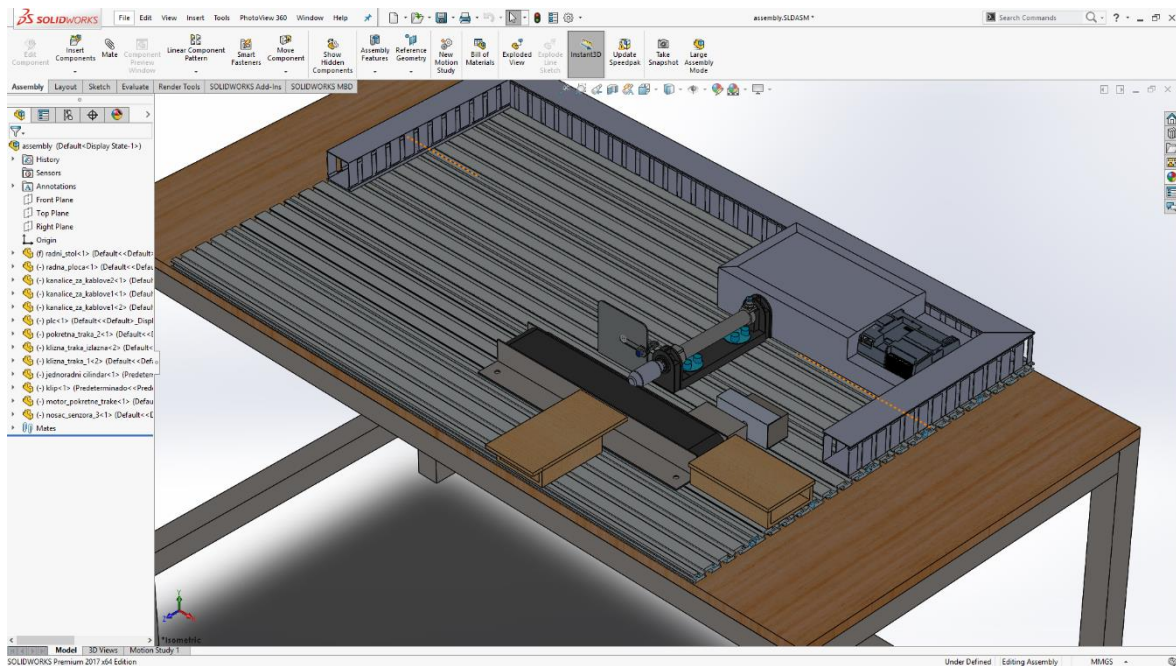 SOLIDWORKS File Edit View Insert Tools PhotoView 360 Window Help assembly.SLDASM * Search Commands
Edit Component
Insert Components
Mate
Component Preview Window
Linear Component Pattern
Smart Fasteners
Move Component
Show Hidden Components
Assembly Features
Reference Geometry
New Motion Study
Bill of Materials
Exploded View
Explode Line Sketch
Instant3D
Update Speedpak
Take Snapshot
Large Assembly Mode
Assembly Layout Sketch Evaluate Render Tools SOLIDWORKS Add-Ins SOLIDWORKS MBD
assembly (Default<Display State-1>)
History
Sensors
Annotations
Front Plane
Top Plane
Right Plane
Origin
(f) radni_stol<1> (Default<<Default>
(-) radna_ploca<1> (Default<<Defau
(-) kanalice_za_kablove2<1> (Defaul
(-) kanalice_za_kablove1<1> (Defaul
(-) kanalice_za_kablove1<2> (Defaul
(-) plc<1> (Default<<Default>_Displ
(-) pokretna_traka_2<1> (Default<<D
(-) klizna_traka_izlazna<2> (Default<
(-) klizna_traka_1<2> (Default<<Defa
(-) jednoradni cilindar<1> (Predeterm
(-) klip<1> (Predeterminado<<Pred
(-) motor_pokretne_trake<1> (Defau
(-) nosac_senzora_3<1> (Default<<D
Mates
*Isometric
Model 3D Views Motion Study 1
SOLIDWORKS Premium 2017 x64 Edition Under Defined Editing Assembly MMGS